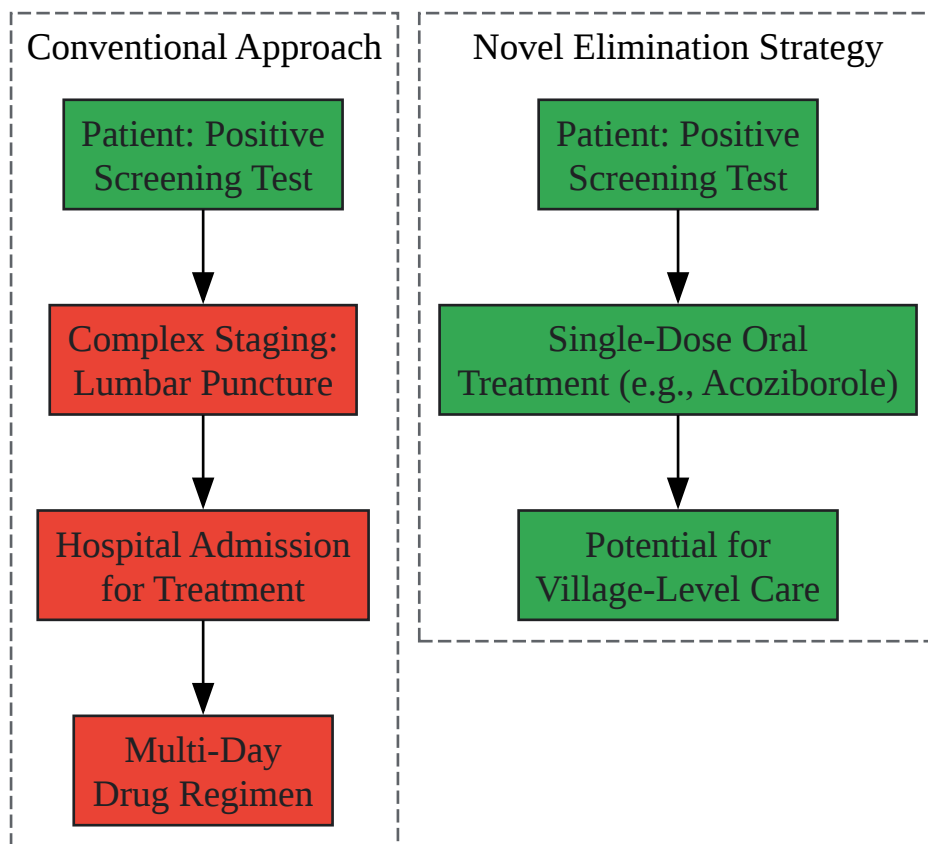 Conventional Approach
Patient: Positive
Screening Test
Complex Staging:
Lumbar Puncture
Hospital Admission
for Treatment
Multi-Day
Drug Regimen
Novel Elimination Strategy
Patient: Positive
Screening Test
Single-Dose Oral
Treatment (e.g., Acoziborole)
Potential for
Village-Level Care